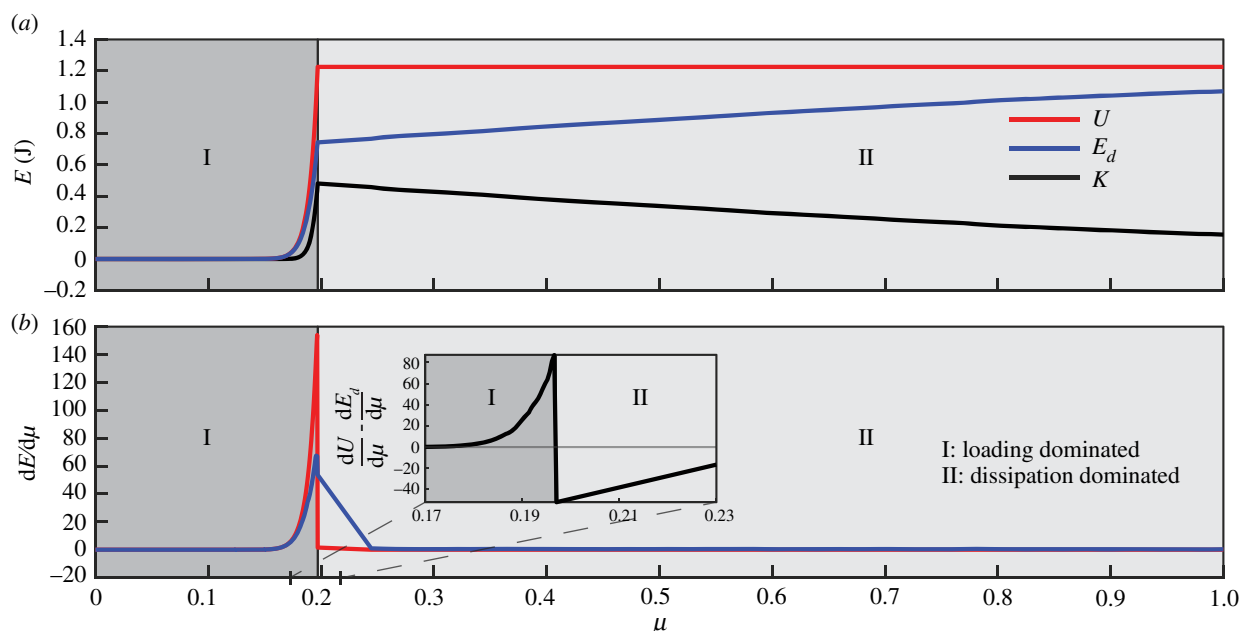 (a)
1.4
1.2
1.0
0.8
0.6
0.4
0.2
0
−0.2
E (J)
I
II
U
E_d
K
(b)
160
140
120
100
80
60
40
20
0
−20
dE/dμ
I
II
dU/dμ - dE_d/dμ
80
60
40
20
0
−20
−40
I
II
0.17 0.19 0.21 0.23
I: loading dominated
II: dissipation dominated
0 0.1 0.2 0.3 0.4 0.5 0.6 0.7 0.8 0.9 1.0
μ